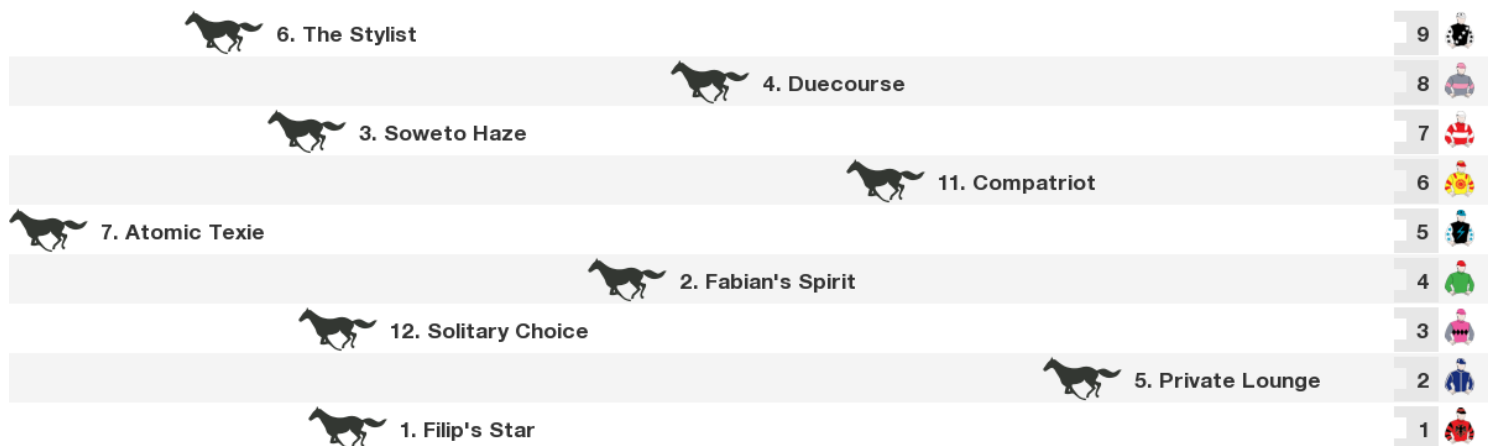 6. The Stylist 9
4. Duecourse 8
3. Soweto Haze 7
11. Compatriot 6
7. Atomic Texie 5
2. Fabian's Spirit 4
12. Solitary Choice 3
5. Private Lounge 2
1. Filip's Star 1